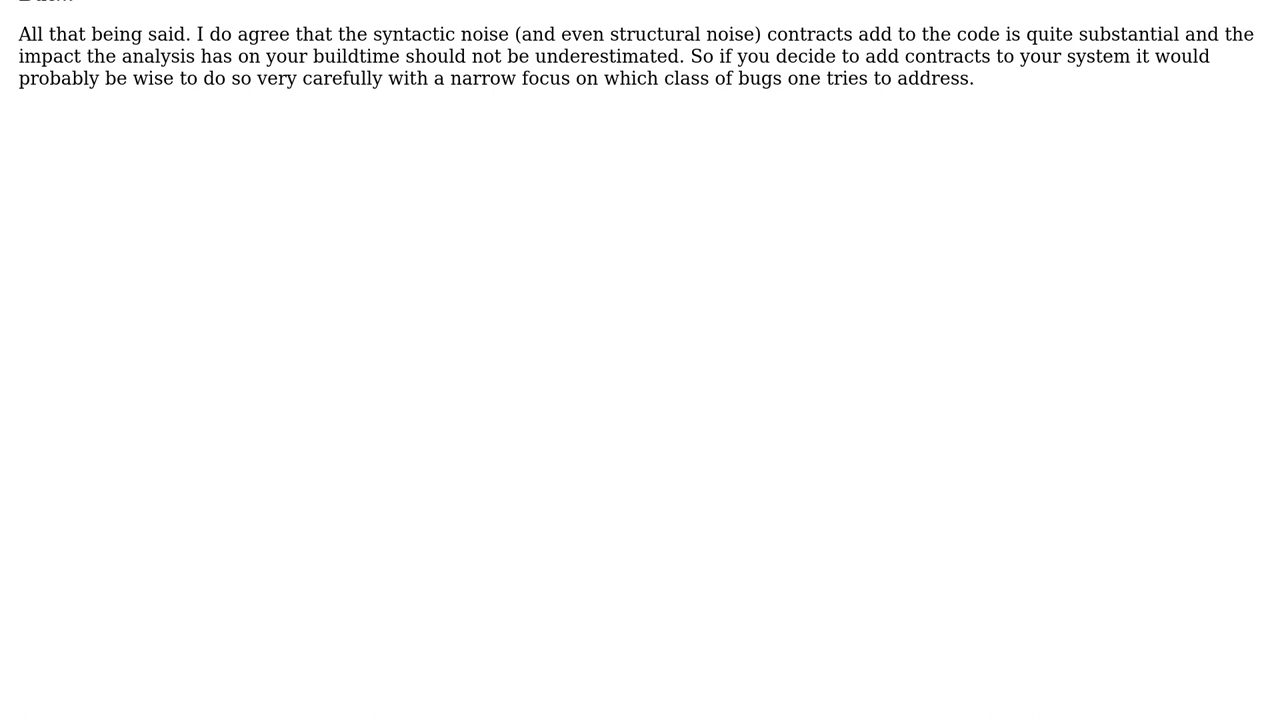 All that being said. I do agree that the syntactic noise (and even structural noise) contracts add to the code is quite substantial and the
impact the analysis has on your buildtime should not be underestimated. So if you decide to add contracts to your system it would
probably be wise to do so very carefully with a narrow focus on which class of bugs one tries to address.